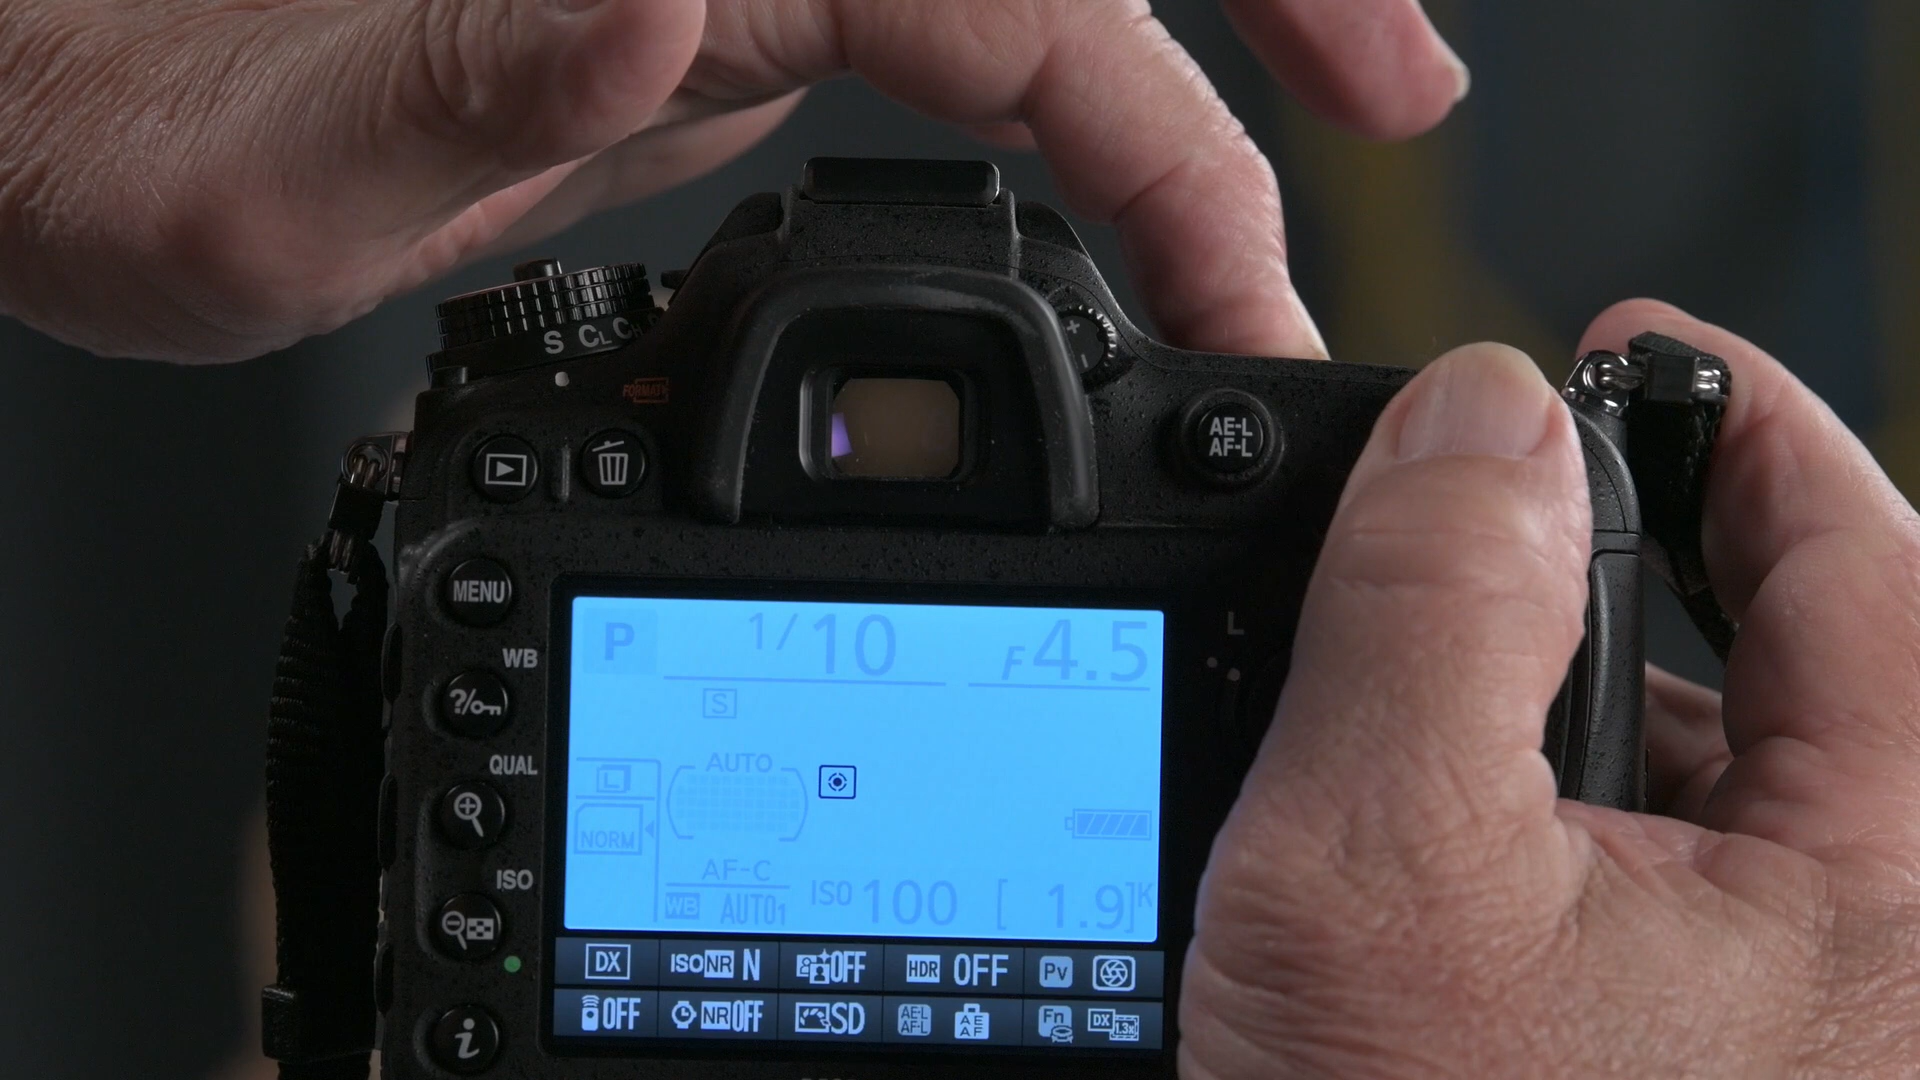 S CL CH
FORMAT
AE-L
AF-L
MENU
WB
?
QUAL
ISO
i
L
P 1/10 F4.5
S
AUTO
L
NORM
AF-C
WB AUTO1 ISO 100 [ 1.9]K
DX ISO NR N OFF HDR OFF Pv
OFF NR OFF SD AE-L AF-L AE AF Fn DX 1.3x